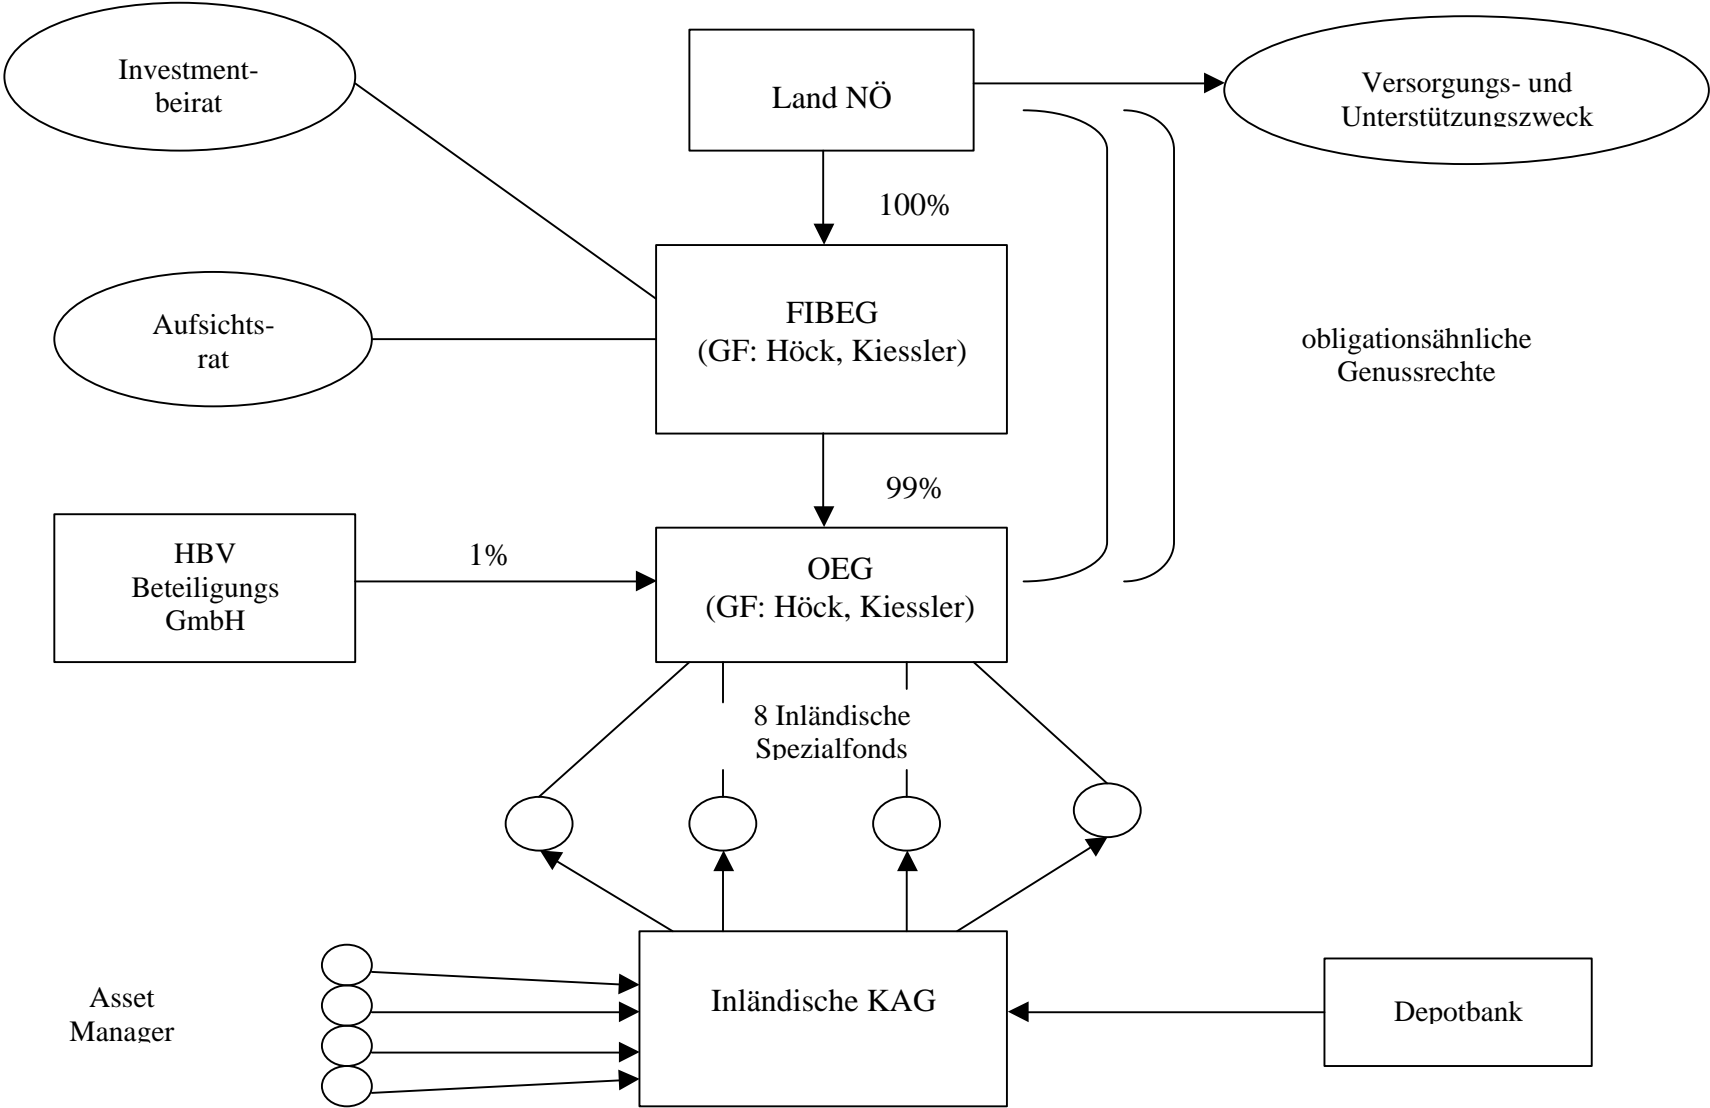 Investment-
beirat
Land NÖ
Versorgungs- und
Unterstützungszweck
100%
FIBEG
(GF: Höck, Kiessler)
Aufsichts-
rat
obligationsähnliche
Genussrechte
99%
HBV
Beteiligungs
GmbH
1%
OEG
(GF: Höck, Kiessler)
8 Inländische
Spezialfonds
Asset
Manager
Inländische KAG
Depotbank